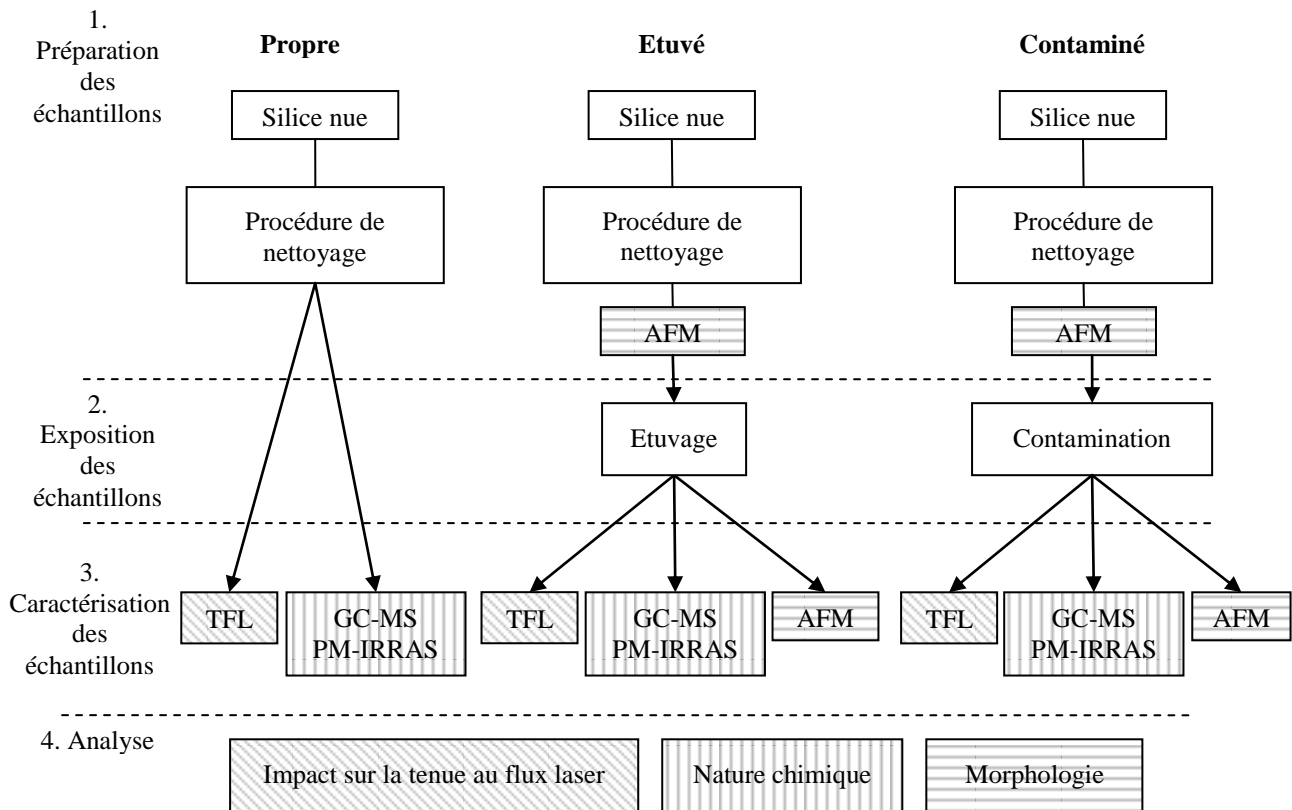 1.
Préparation
des
échantillons
Propre
Etuvé
Contaminé
Silice nue
Silice nue
Silice nue
Procédure de
nettoyage
Procédure de
nettoyage
Procédure de
nettoyage
AFM
AFM
2.
Exposition
des
échantillons
Etuvage
Contamination
3.
Caractérisation
des
échantillons
TFL
GC-MS
PM-IRRAS
TFL
GC-MS
PM-IRRAS
AFM
TFL
GC-MS
PM-IRRAS
AFM
4. Analyse
Impact sur la tenue au flux laser
Nature chimique
Morphologie